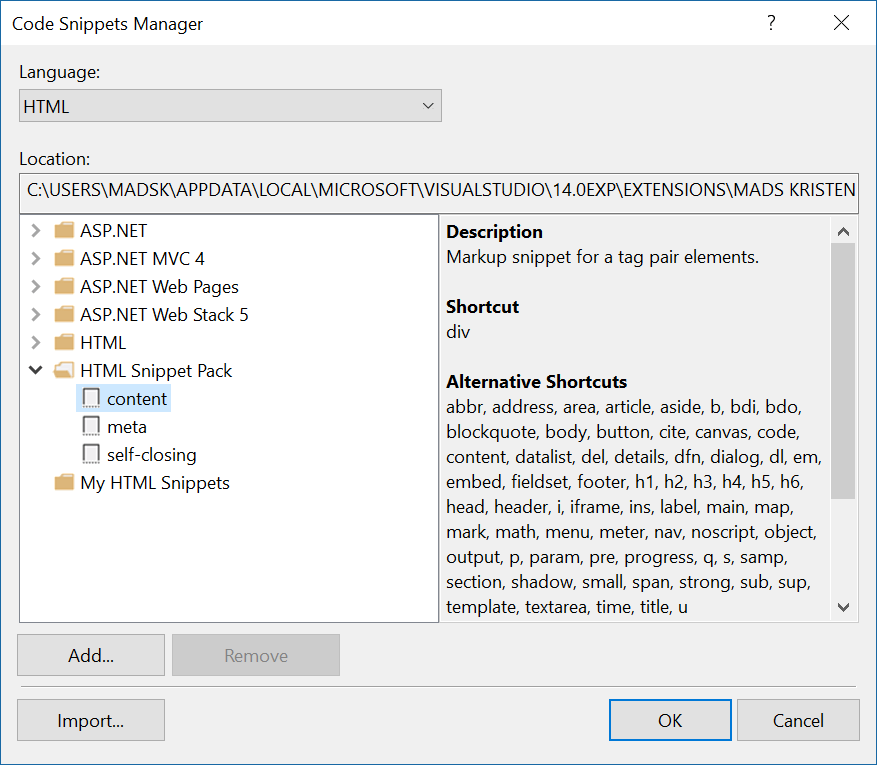 Code Snippets Manager
?
Language:
HTML
Location:
C:\USERS\MADSK\APPDATA\LOCAL\MICROSOFT\VISUALSTUDIO\14.0EXP\EXTENSIONS\MADS KRISTEN
ASP.NET
ASP.NET MVC 4
ASP.NET Web Pages
ASP.NET Web Stack 5
HTML
HTML Snippet Pack
content
meta
self-closing
My HTML Snippets
Description
Markup snippet for a tag pair elements.
Shortcut
div
Alternative Shortcuts
abbr, address, area, article, aside, b, bdi, bdo,
blockquote, body, button, cite, canvas, code,
content, datalist, del, details, dfn, dialog, dl, em,
embed, fieldset, footer, h1, h2, h3, h4, h5, h6,
head, header, i, iframe, ins, label, main, map,
mark, math, menu, meter, nav, noscript, object,
output, p, param, pre, progress, q, s, samp,
section, shadow, small, span, strong, sub, sup,
template, textarea, time, title, u
Add...
Remove
Import...
OK
Cancel